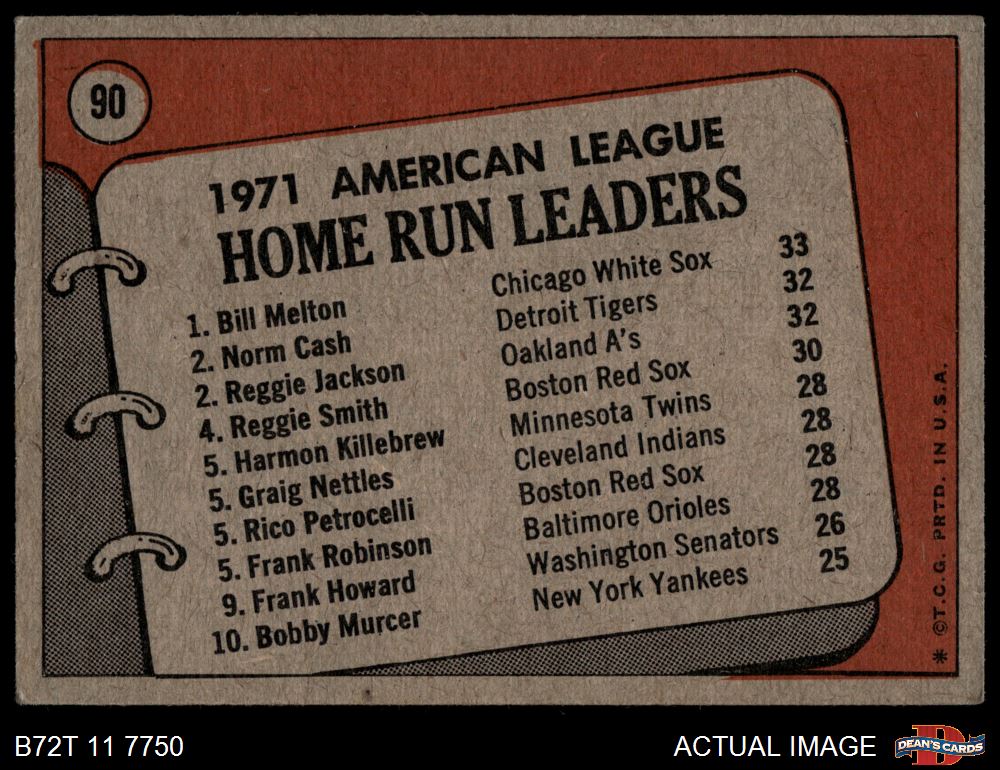 90
1971 AMERICAN LEAGUE
HOME RUN LEADERS
1. Bill Melton Chicago White Sox 33
2. Norm Cash Detroit Tigers 32
2. Reggie Jackson Oakland A's 32
4. Reggie Smith Boston Red Sox 30
5. Harmon Killebrew Minnesota Twins 28
5. Graig Nettles Cleveland Indians 28
5. Rico Petrocelli Boston Red Sox 28
5. Frank Robinson Baltimore Orioles 28
9. Frank Howard Washington Senators 26
10. Bobby Murcer New York Yankees 25
* ©T.C.G. PRTD. IN U.S.A.
B72T 11 7750
ACTUAL IMAGE
D
DEAN'S CARDS